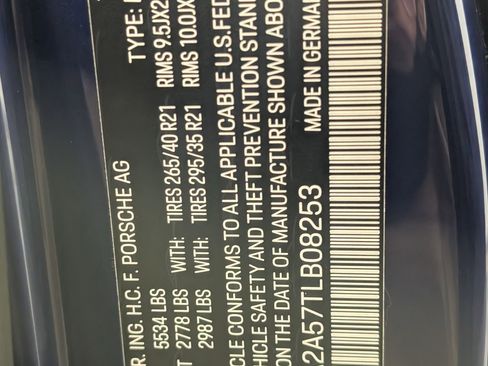 R. ING. H.C. F. PORSCHE AG
TYPE:
5534 LBS
2778 LBS WITH: TIRES 265/40 R21 RIMS 9.5JX2
2987 LBS WITH: TIRES 295/35 R21 RIMS 10.0JX
CLE CONFORMS TO ALL APPLICABLE U.S. FED
HICLE SAFETY AND THEFT PREVENTION STAN
ON THE DATE OF MANUFACTURE SHOWN ABO
2A57TLB08253 MADE IN GERMAN